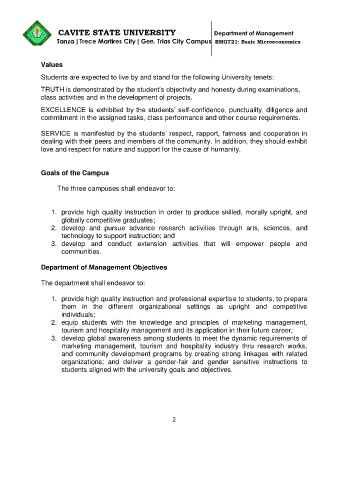 CAVITE STATE UNIVERSITY
Department of Management
Tanza | Trece Martires City | Gen. Trias City Campus
BMGT21: Basic Microeconomics
Values
Students are expected to live by and stand for the following University tenets:
TRUTH is demonstrated by the student's objectivity and honesty during examinations,
class activities and in the development of projects.
EXCELLENCE is exhibited by the students' self-confidence, punctuality, diligence and
commitment in the assigned tasks, class performance and other course requirements.
SERVICE is manifested by the students' respect, rapport, fairness and cooperation in
dealing with their peers and members of the community. In addition, they should exhibit
love and respect for nature and support for the cause of humanity.
Goals of the Campus
The three campuses shall endeavor to:
1. provide high quality instruction in order to produce skilled, morally upright, and
globally competitive graduates;
2. develop and pursue advance research activities through arts, sciences, and
technology to support instruction; and
3. develop and conduct extension activities that will empower people and
communities.
Department of Management Objectives
The department shall endeavor to:
1. provide high quality instruction and professional expertise to students, to prepare
them in the different organizational settings as upright and competitive
individuals;
2. equip students with the knowledge and principles of marketing management,
tourism and hospitality management and its application in their future career;
3. develop global awareness among students to meet the dynamic requirements of
marketing management, tourism and hospitality industry thru research works,
and community development programs by creating strong linkages with related
organizations; and deliver a gender-fair and gender sensitive instructions to
students aligned with the university goals and objectives.
2